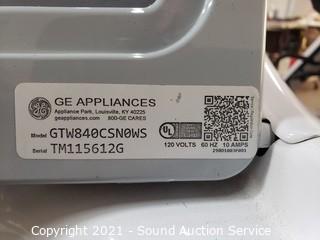 GE APPLIANCES
Appliance Park, Louisville, KY 40225
geappliances.com 800-GE CARES
Model GTW840CSN0WS
Serial TM115612G
120 VOLTS 60 HZ 10 AMPS
Copyright © 2021 - Sound Auction Service